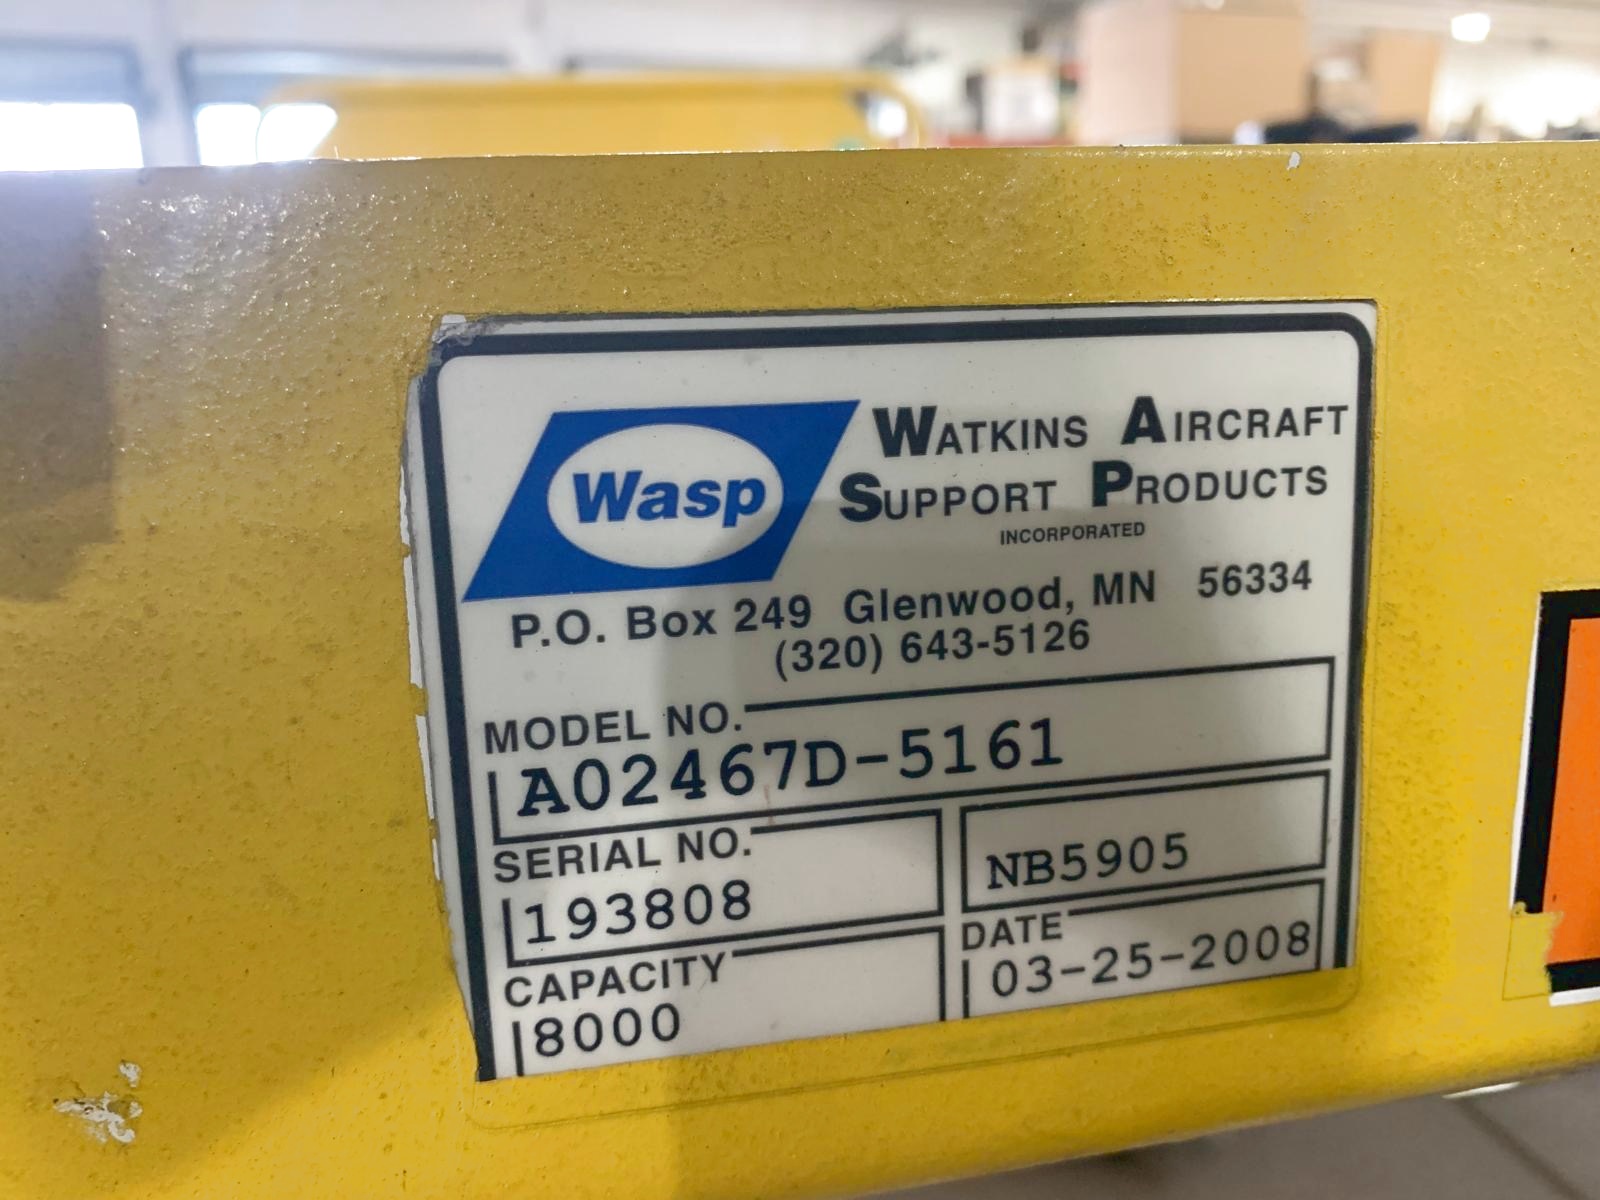 Wasp
WATKINS AIRCRAFT
SUPPORT PRODUCTS
INCORPORATED
P.O. Box 249 Glenwood, MN 56334
(320) 643-5126
MODEL NO.
A02467D-5161
SERIAL NO.
193808
NB5905
CAPACITY
8000
DATE
03-25-2008